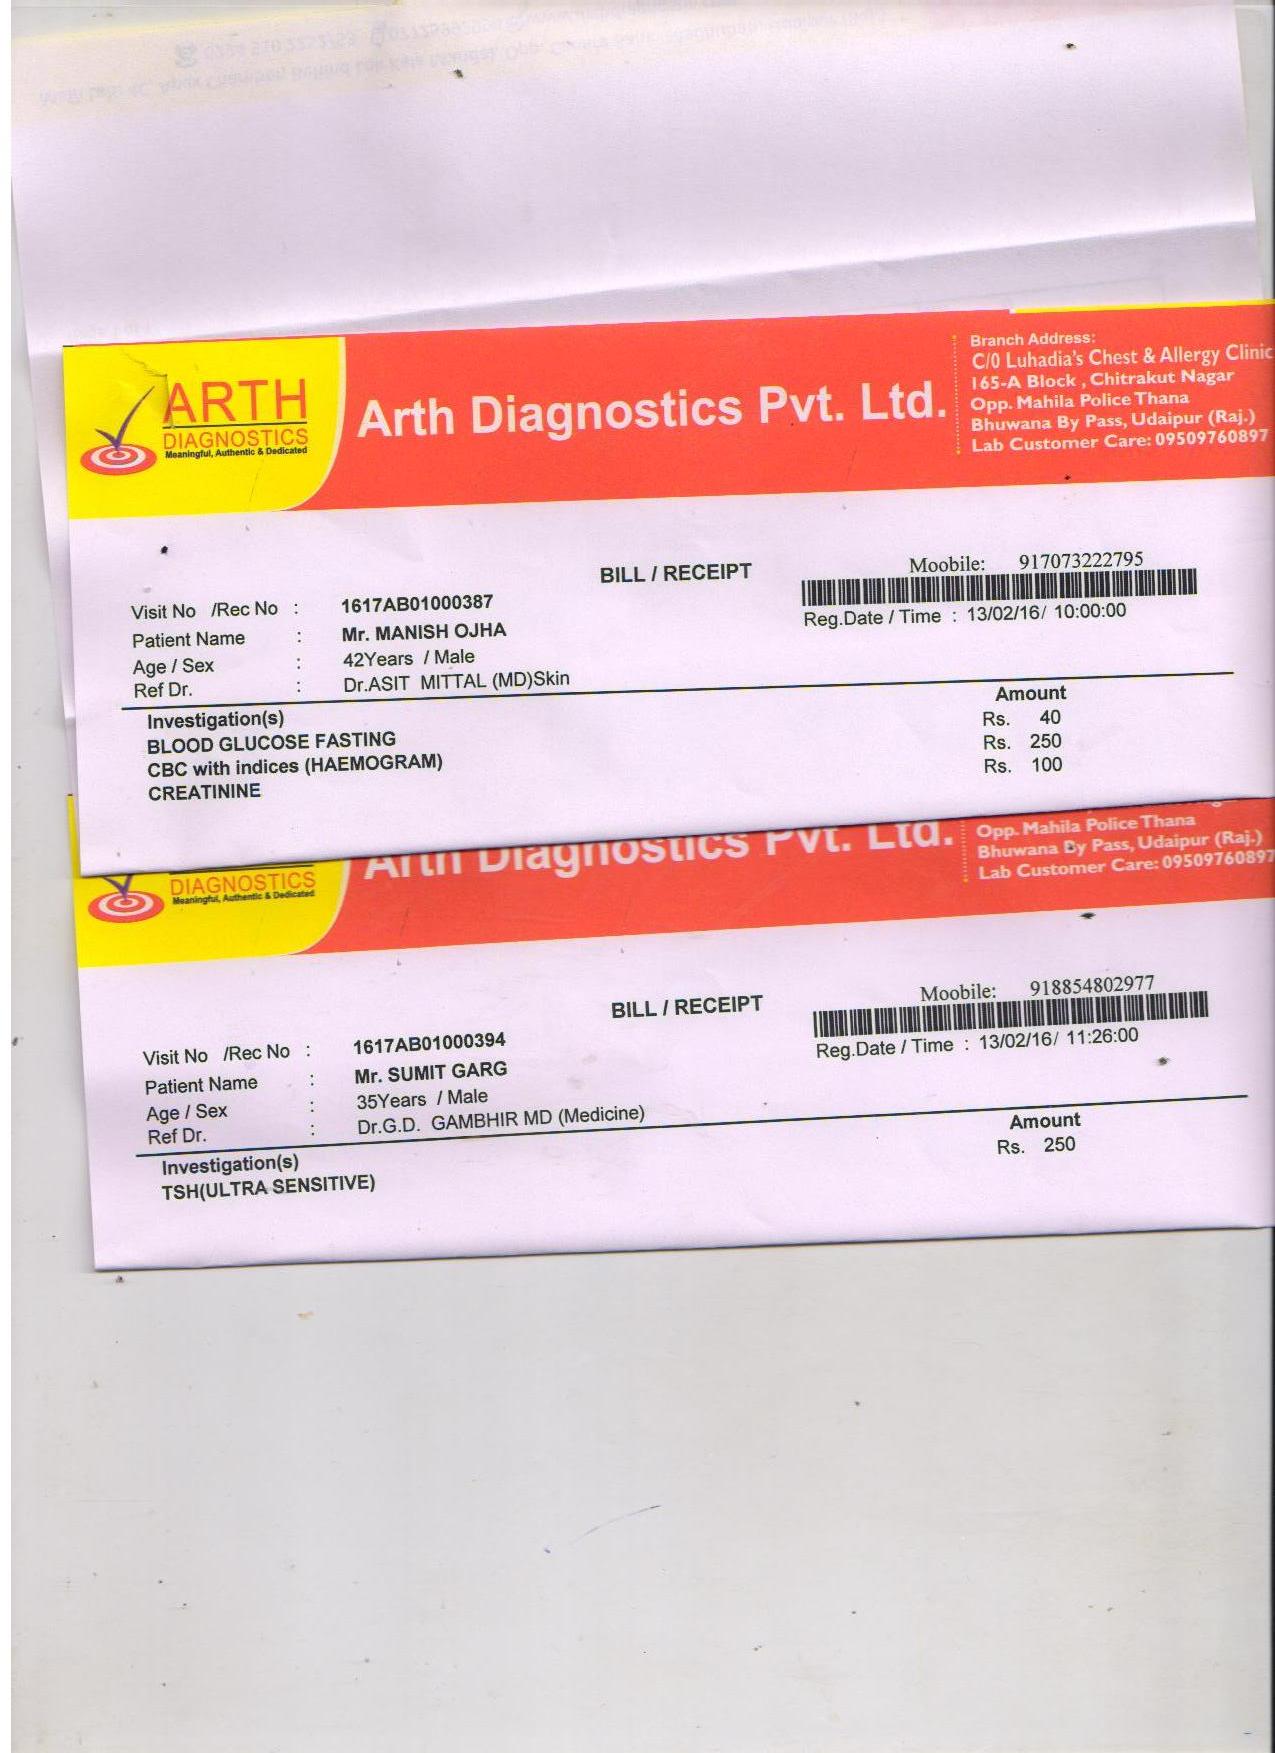 ARTH
DIAGNOSTICS
Meaningful, Authentic & Dedicated
Arth Diagnostics Pvt. Ltd.
Branch Address:
C/0 Luhadia's Chest & Allergy Clinic
165-A Block , Chitrakut Nagar
Opp. Mahila Police Thana
Bhuwana By Pass, Udaipur (Raj.)
Lab Customer Care: 09509760897
BILL / RECEIPT
Moobile: 917073222795
Reg.Date / Time : 13/02/16/ 10:00:00
Visit No /Rec No : 1617AB01000387
Patient Name : Mr. MANISH OJHA
Age / Sex : 42Years / Male
Ref Dr. : Dr.ASIT MITTAL (MD)Skin
Investigation(s) Amount
BLOOD GLUCOSE FASTING Rs. 40
CBC with indices (HAEMOGRAM) Rs. 250
CREATININE Rs. 100
DIAGNOSTICS
Meaningful, Authentic & Dedicated
Arth Diagnostics Pvt. Ltd.
Opp. Mahila Police Thana
Bhuwana By Pass, Udaipur (Raj.)
Lab Customer Care: 09509760897
BILL / RECEIPT
Moobile: 918854802977
Reg.Date / Time : 13/02/16/ 11:26:00
Visit No /Rec No : 1617AB01000394
Patient Name : Mr. SUMIT GARG
Age / Sex : 35Years / Male
Ref Dr. : Dr.G.D. GAMBHIR MD (Medicine)
Investigation(s) Amount
TSH(ULTRA SENSITIVE) Rs. 250